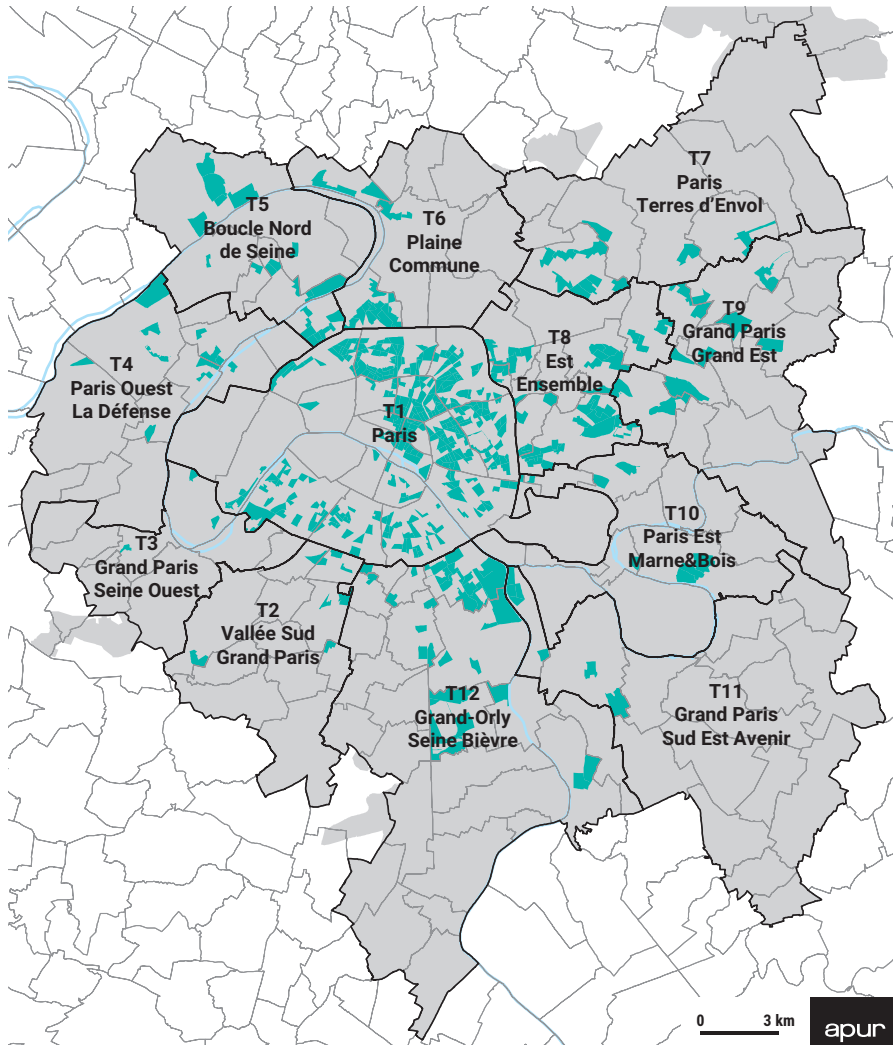 T7
Paris
Terres d'Envol
T5
Boucle Nord
de Seine
T6
Plaine
Commune
T9
Grand Paris
Grand Est
T8
Est
Ensemble
T4
Paris Ouest
La Défense
T1
Paris
T10
Paris Est
Marne&Bois
T3
Grand Paris
Seine Ouest
T2
Vallée Sud
Grand Paris
T12
Grand-Orly
Seine Bièvre
T11
Grand Paris
Sud Est Avenir
0 3 km
apur